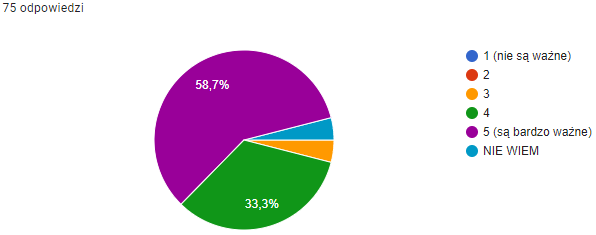 75 odpowiedzi
58,7%
33,3%
1 (nie są ważne)
2
3
4
5 (są bardzo ważne)
NIE WIEM